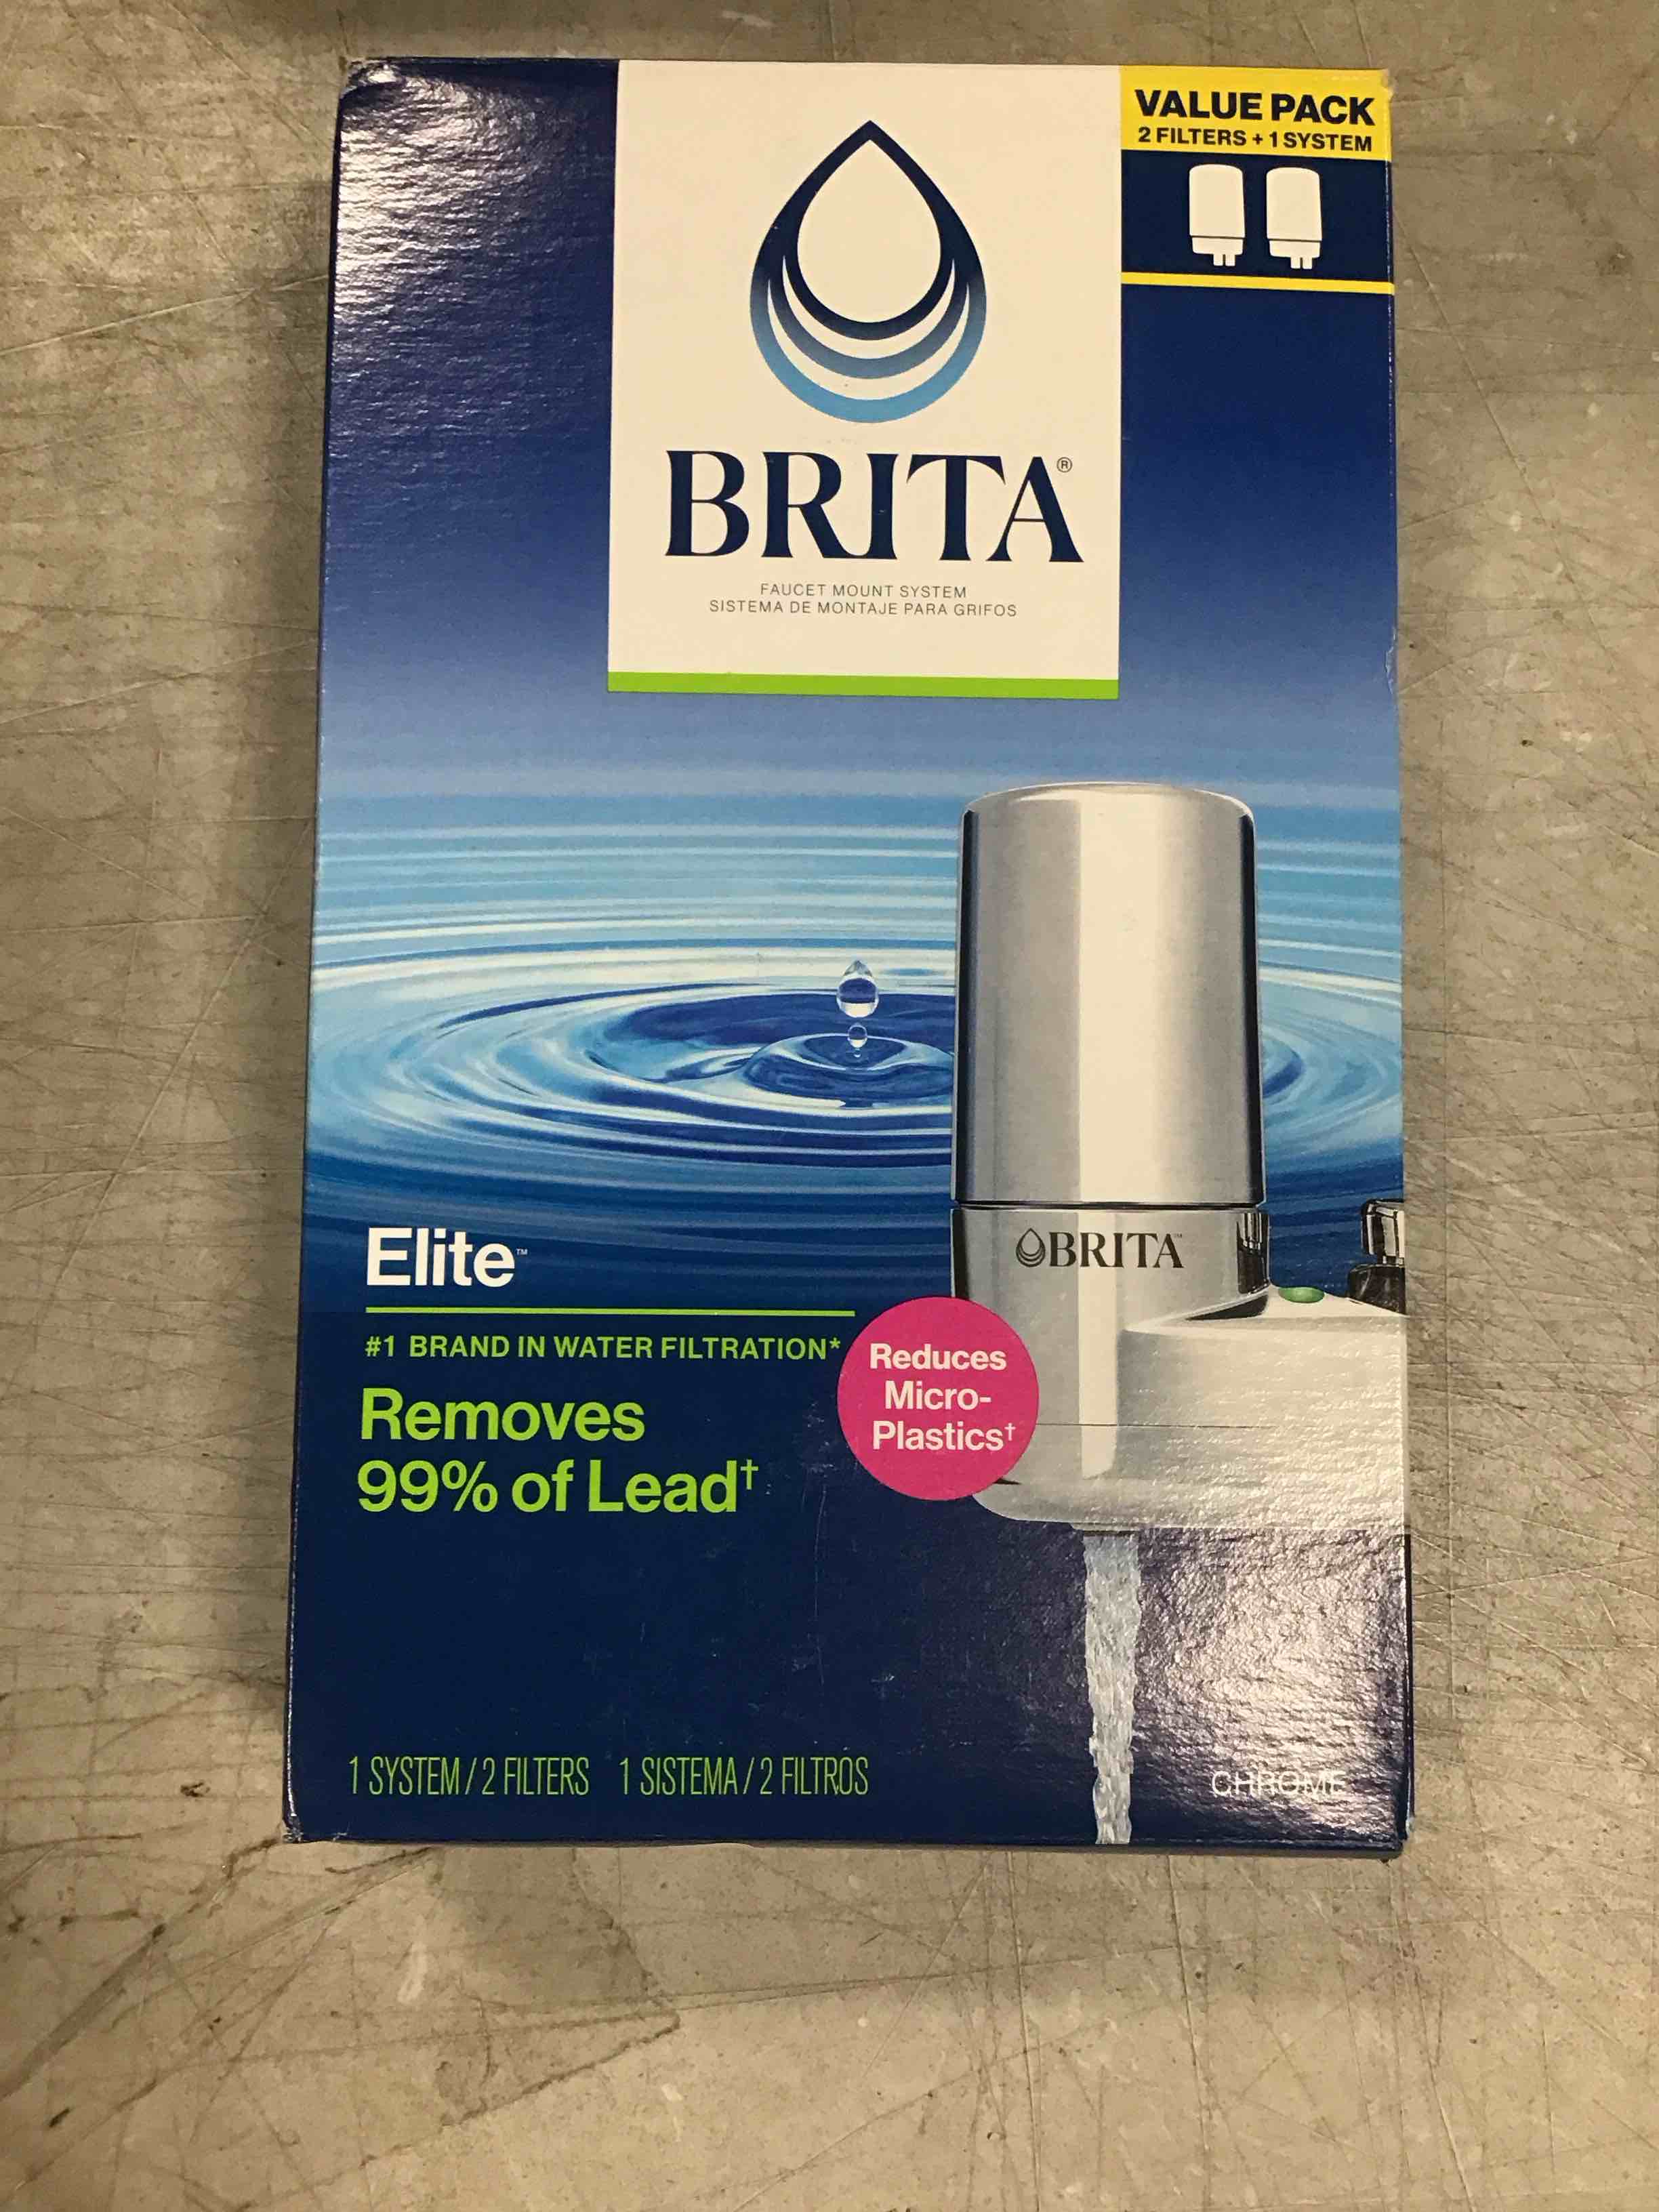 VALUE PACK
2 FILTERS + 1 SYSTEM
BRITA®
FAUCET MOUNT SYSTEM
SISTEMA DE MONTAJE PARA GRIFOS
BRITA™
Elite™
#1 BRAND IN WATER FILTRATION*
Removes
99% of Lead†
Reduces
Micro-
Plastics†
1 SYSTEM / 2 FILTERS 1 SISTEMA / 2 FILTROS
CHROME